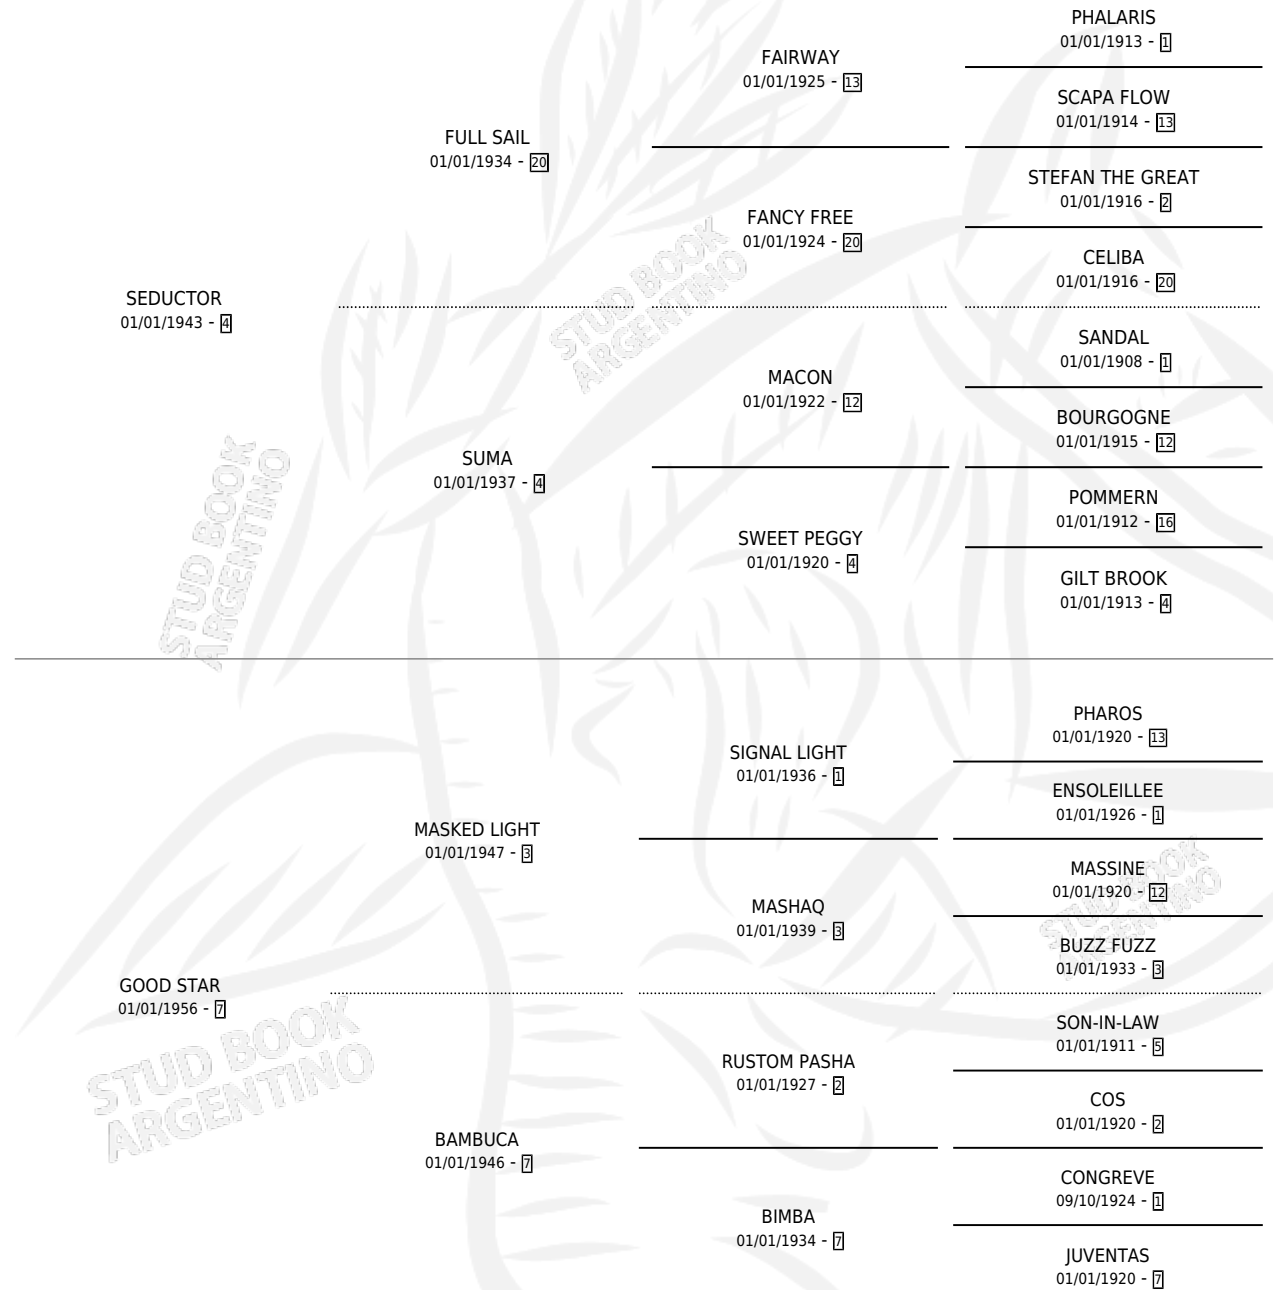 PHALARIS
01/01/1913 - 1
FAIRWAY
01/01/1925 - 13
SCAPA FLOW
01/01/1914 - 13
FULL SAIL
01/01/1934 - 20
STEFAN THE GREAT
01/01/1916 - 2
FANCY FREE
01/01/1924 - 20
CELIBA
01/01/1916 - 20
SEDUCTOR
01/01/1943 - 4
STUD BOOK
ARGENTINO
SANDAL
01/01/1908 - 1
MACON
01/01/1922 - 12
BOURGOGNE
01/01/1915 - 12
SUMA
01/01/1937 - 4
POMMERN
01/01/1912 - 16
SWEET PEGGY
01/01/1920 - 4
GILT BROOK
01/01/1913 - 4
STUD BOOK
ARGENTINO
PHAROS
01/01/1920 - 13
SIGNAL LIGHT
01/01/1936 - 1
ENSOLEILLEE
01/01/1926 - 1
MASKED LIGHT
01/01/1947 - 3
MASSINE
01/01/1920 - 12
MASHAQ
01/01/1939 - 3
BUZZ FUZZ
01/01/1933 - 3
STUD BOOK
ARGENTINO
GOOD STAR
01/01/1956 - 7
SON-IN-LAW
01/01/1911 - 5
RUSTOM PASHA
01/01/1927 - 2
COS
01/01/1920 - 2
STUD BOOK
ARGENTINO
BAMBUCA
01/01/1946 - 7
CONGREVE
09/10/1924 - 1
BIMBA
01/01/1934 - 7
JUVENTAS
01/01/1920 - 7